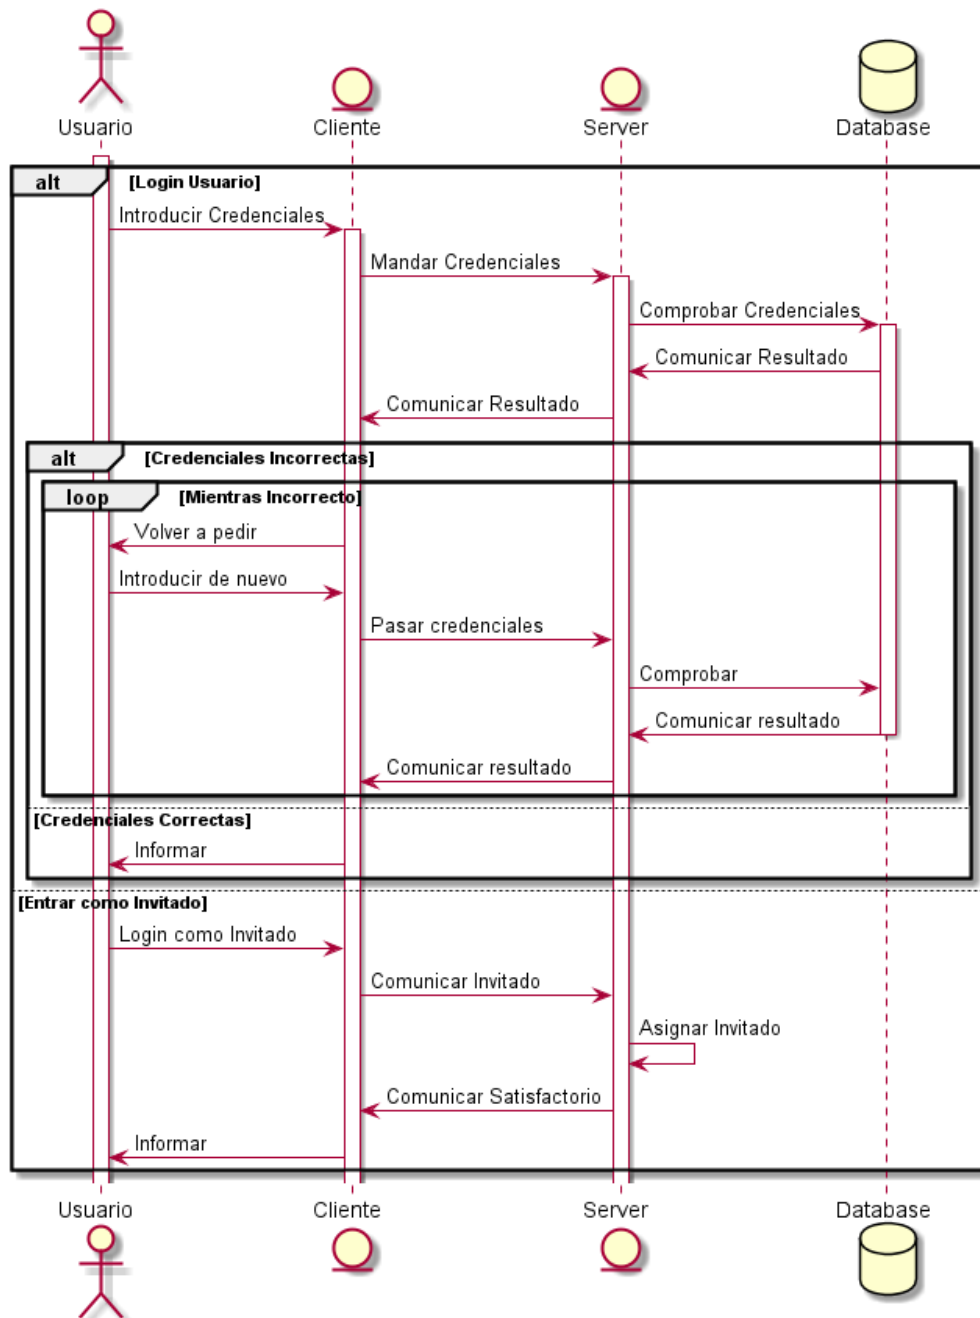 Usuario
Cliente
Server
Database
alt [Login Usuario]
Introducir Credenciales
Mandar Credenciales
Comprobar Credenciales
Comunicar Resultado
Comunicar Resultado
alt [Credenciales Incorrectas]
loop [Mientras Incorrecto]
Volver a pedir
Introducir de nuevo
Pasar credenciales
Comprobar
Comunicar resultado
Comunicar resultado
[Credenciales Correctas]
Informar
[Entrar como Invitado]
Login como Invitado
Comunicar Invitado
Asignar Invitado
Comunicar Satisfactorio
Informar
Usuario
Cliente
Server
Database